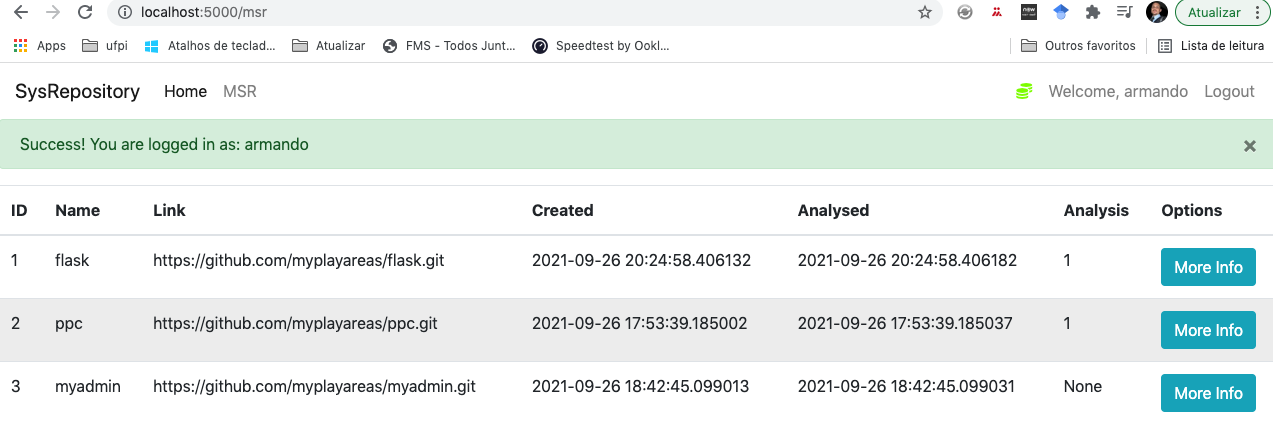 localhost:5000/msr
Atualizar
Apps ufpi Atalhos de teclad... Atualizar FMS - Todos Junt... Speedtest by Ookl... Outros favoritos Lista de leitura
SysRepository Home MSR Welcome, armando Logout
Success! You are logged in as: armando ×
ID Name Link Created Analysed Analysis Options
1 flask https://github.com/myplayareas/flask.git 2021-09-26 20:24:58.406132 2021-09-26 20:24:58.406182 1 More Info
2 ppc https://github.com/myplayareas/ppc.git 2021-09-26 17:53:39.185002 2021-09-26 17:53:39.185037 1 More Info
3 myadmin https://github.com/myplayareas/myadmin.git 2021-09-26 18:42:45.099013 2021-09-26 18:42:45.099031 None More Info